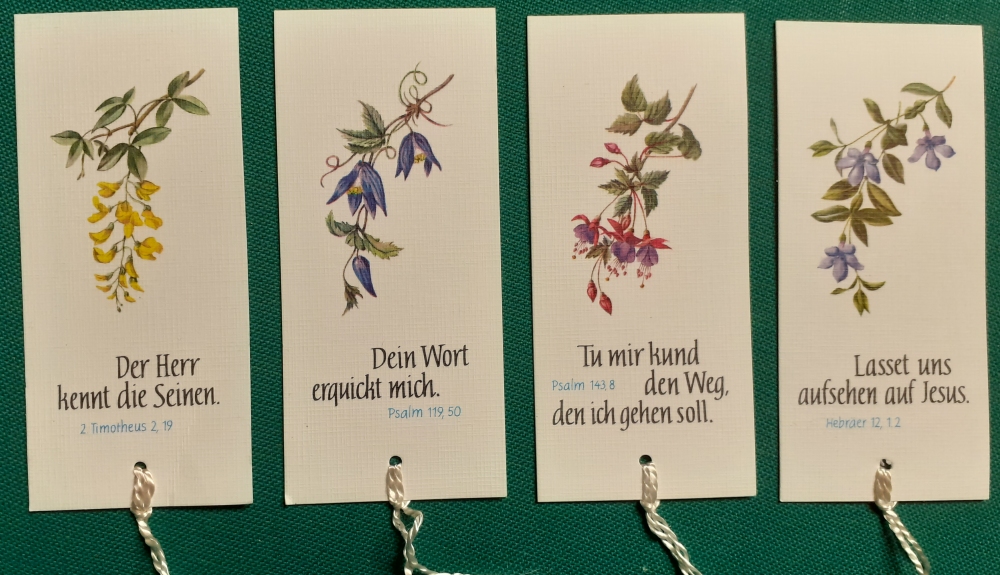 Der Herr
kennt die Seinen.
2. Timotheus 2, 19
Dein Wort
erquickt mich.
Psalm 119, 50
Tu mir kund
Psalm 143, 8 den Weg,
den ich gehen soll.
Lasset uns
aufsehen auf Jesus.
Hebräer 12, 1.2